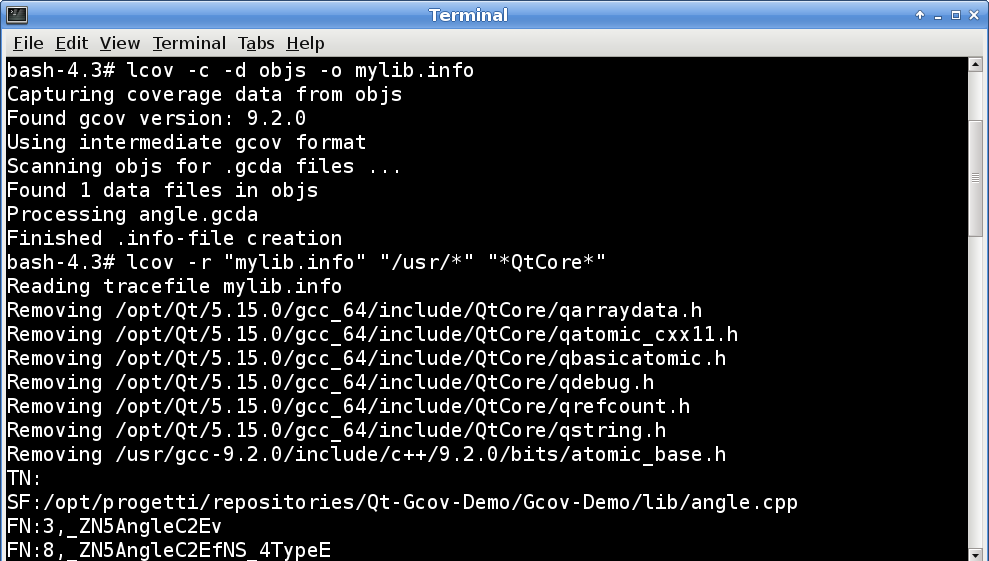 Terminal
File Edit View Terminal Tabs Help
bash-4.3# lcov -c -d objs -o mylib.info
Capturing coverage data from objs
Found gcov version: 9.2.0
Using intermediate gcov format
Scanning objs for .gcda files ...
Found 1 data files in objs
Processing angle.gcda
Finished .info-file creation
bash-4.3# lcov -r "mylib.info" "/usr/*" "*QtCore*"
Reading tracefile mylib.info
Removing /opt/Qt/5.15.0/gcc_64/include/QtCore/qarraydata.h
Removing /opt/Qt/5.15.0/gcc_64/include/QtCore/qatomic_cxx11.h
Removing /opt/Qt/5.15.0/gcc_64/include/QtCore/qbasicatomic.h
Removing /opt/Qt/5.15.0/gcc_64/include/QtCore/qdebug.h
Removing /opt/Qt/5.15.0/gcc_64/include/QtCore/qrefcount.h
Removing /opt/Qt/5.15.0/gcc_64/include/QtCore/qstring.h
Removing /usr/gcc-9.2.0/include/c++/9.2.0/bits/atomic_base.h
TN:
SF:/opt/progetti/repositories/Qt-Gcov-Demo/Gcov-Demo/lib/angle.cpp
FN:3,_ZN5AngleC2Ev
FN:8,_ZN5AngleC2EfNS_4TypeE